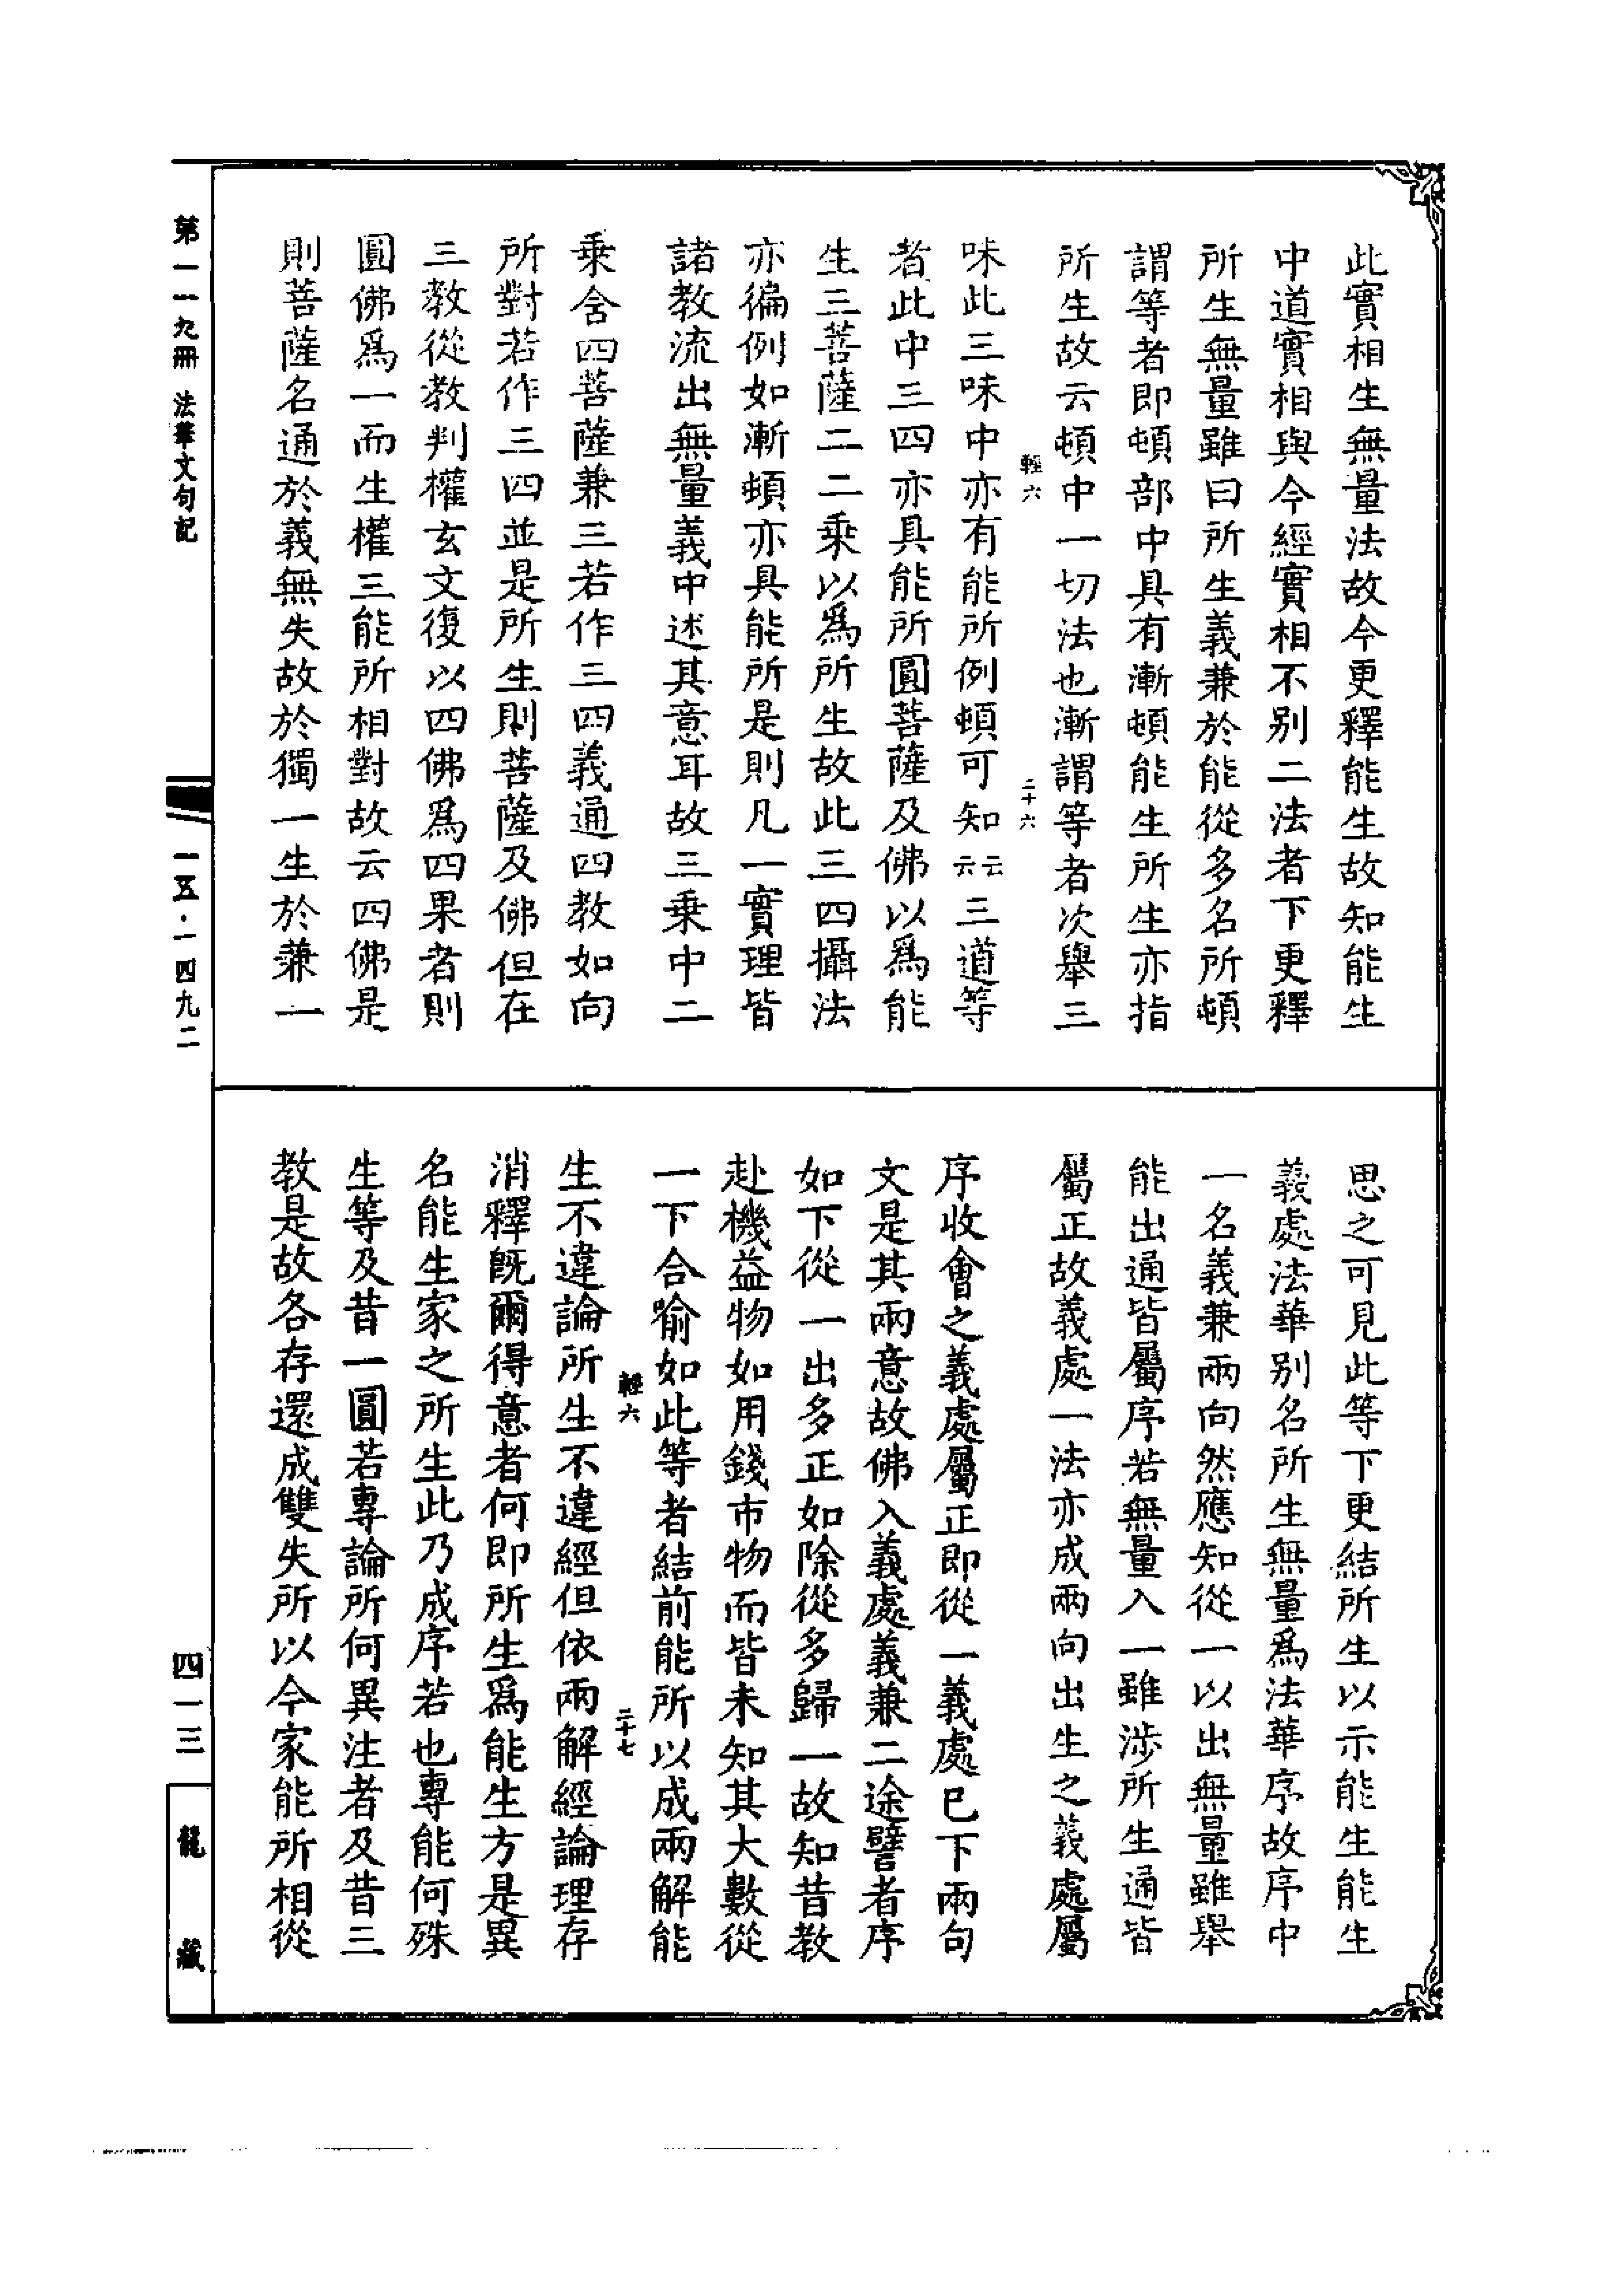 此實相生無量法故今更釋能生故知能生
中道實相與今經實相不別二法者下更釋
所生無量雖曰所生義兼於能從多名所頓
謂等者即頓部中具有漸頓能生所生亦指
所生故云頓中一切法也漸謂等者次舉三
輕六 二十六
味此三味中亦有能所例頓可知云云三道等
者此中三四亦具能所圓菩薩及佛以爲能
生三菩薩二二乘以爲所生故此三四攝法
亦徧例如漸頓亦具能所是則凡一實理皆
諸教流出無量義中述其意耳故三乘中二
乘含四菩薩兼三若作三四義通四教如向
所對若作三四並是所生則菩薩及佛但在
三教從教判權玄文復以四佛爲四果者則
圓佛爲一而生權三能所相對故云四佛是
則菩薩名通於義無失故於獨一生於兼一
思之可見此等下更結所生以示能生能生
義處法華別名所生無量爲法華序故序中
一名義兼兩向然應知從一以出無量雖舉
能出通皆屬序若無量入一雖涉所生通皆
屬正故義處一法亦成兩向出生之義處屬
序收會之義處屬正即從一義處已下兩句
文是其兩意故佛入義處義兼二途譬者序
如下從一出多正如除從多歸一故知昔教
赴機益物如用錢市物而皆未知其大數從
一下合喻如此等者結前能所以成兩解能
輕六 二十七
生不違論所生不違經但依兩解經論理存
消釋旣爾得意者何即所生爲能生方是異
名能生家之所生此乃成序若也專能何殊
生等及昔一圓若專論所何異注者及昔三
教是故各存還成雙失所以今家能所相從
第一一九冊 法華文句記
一五·一四九二
四一三
龍藏